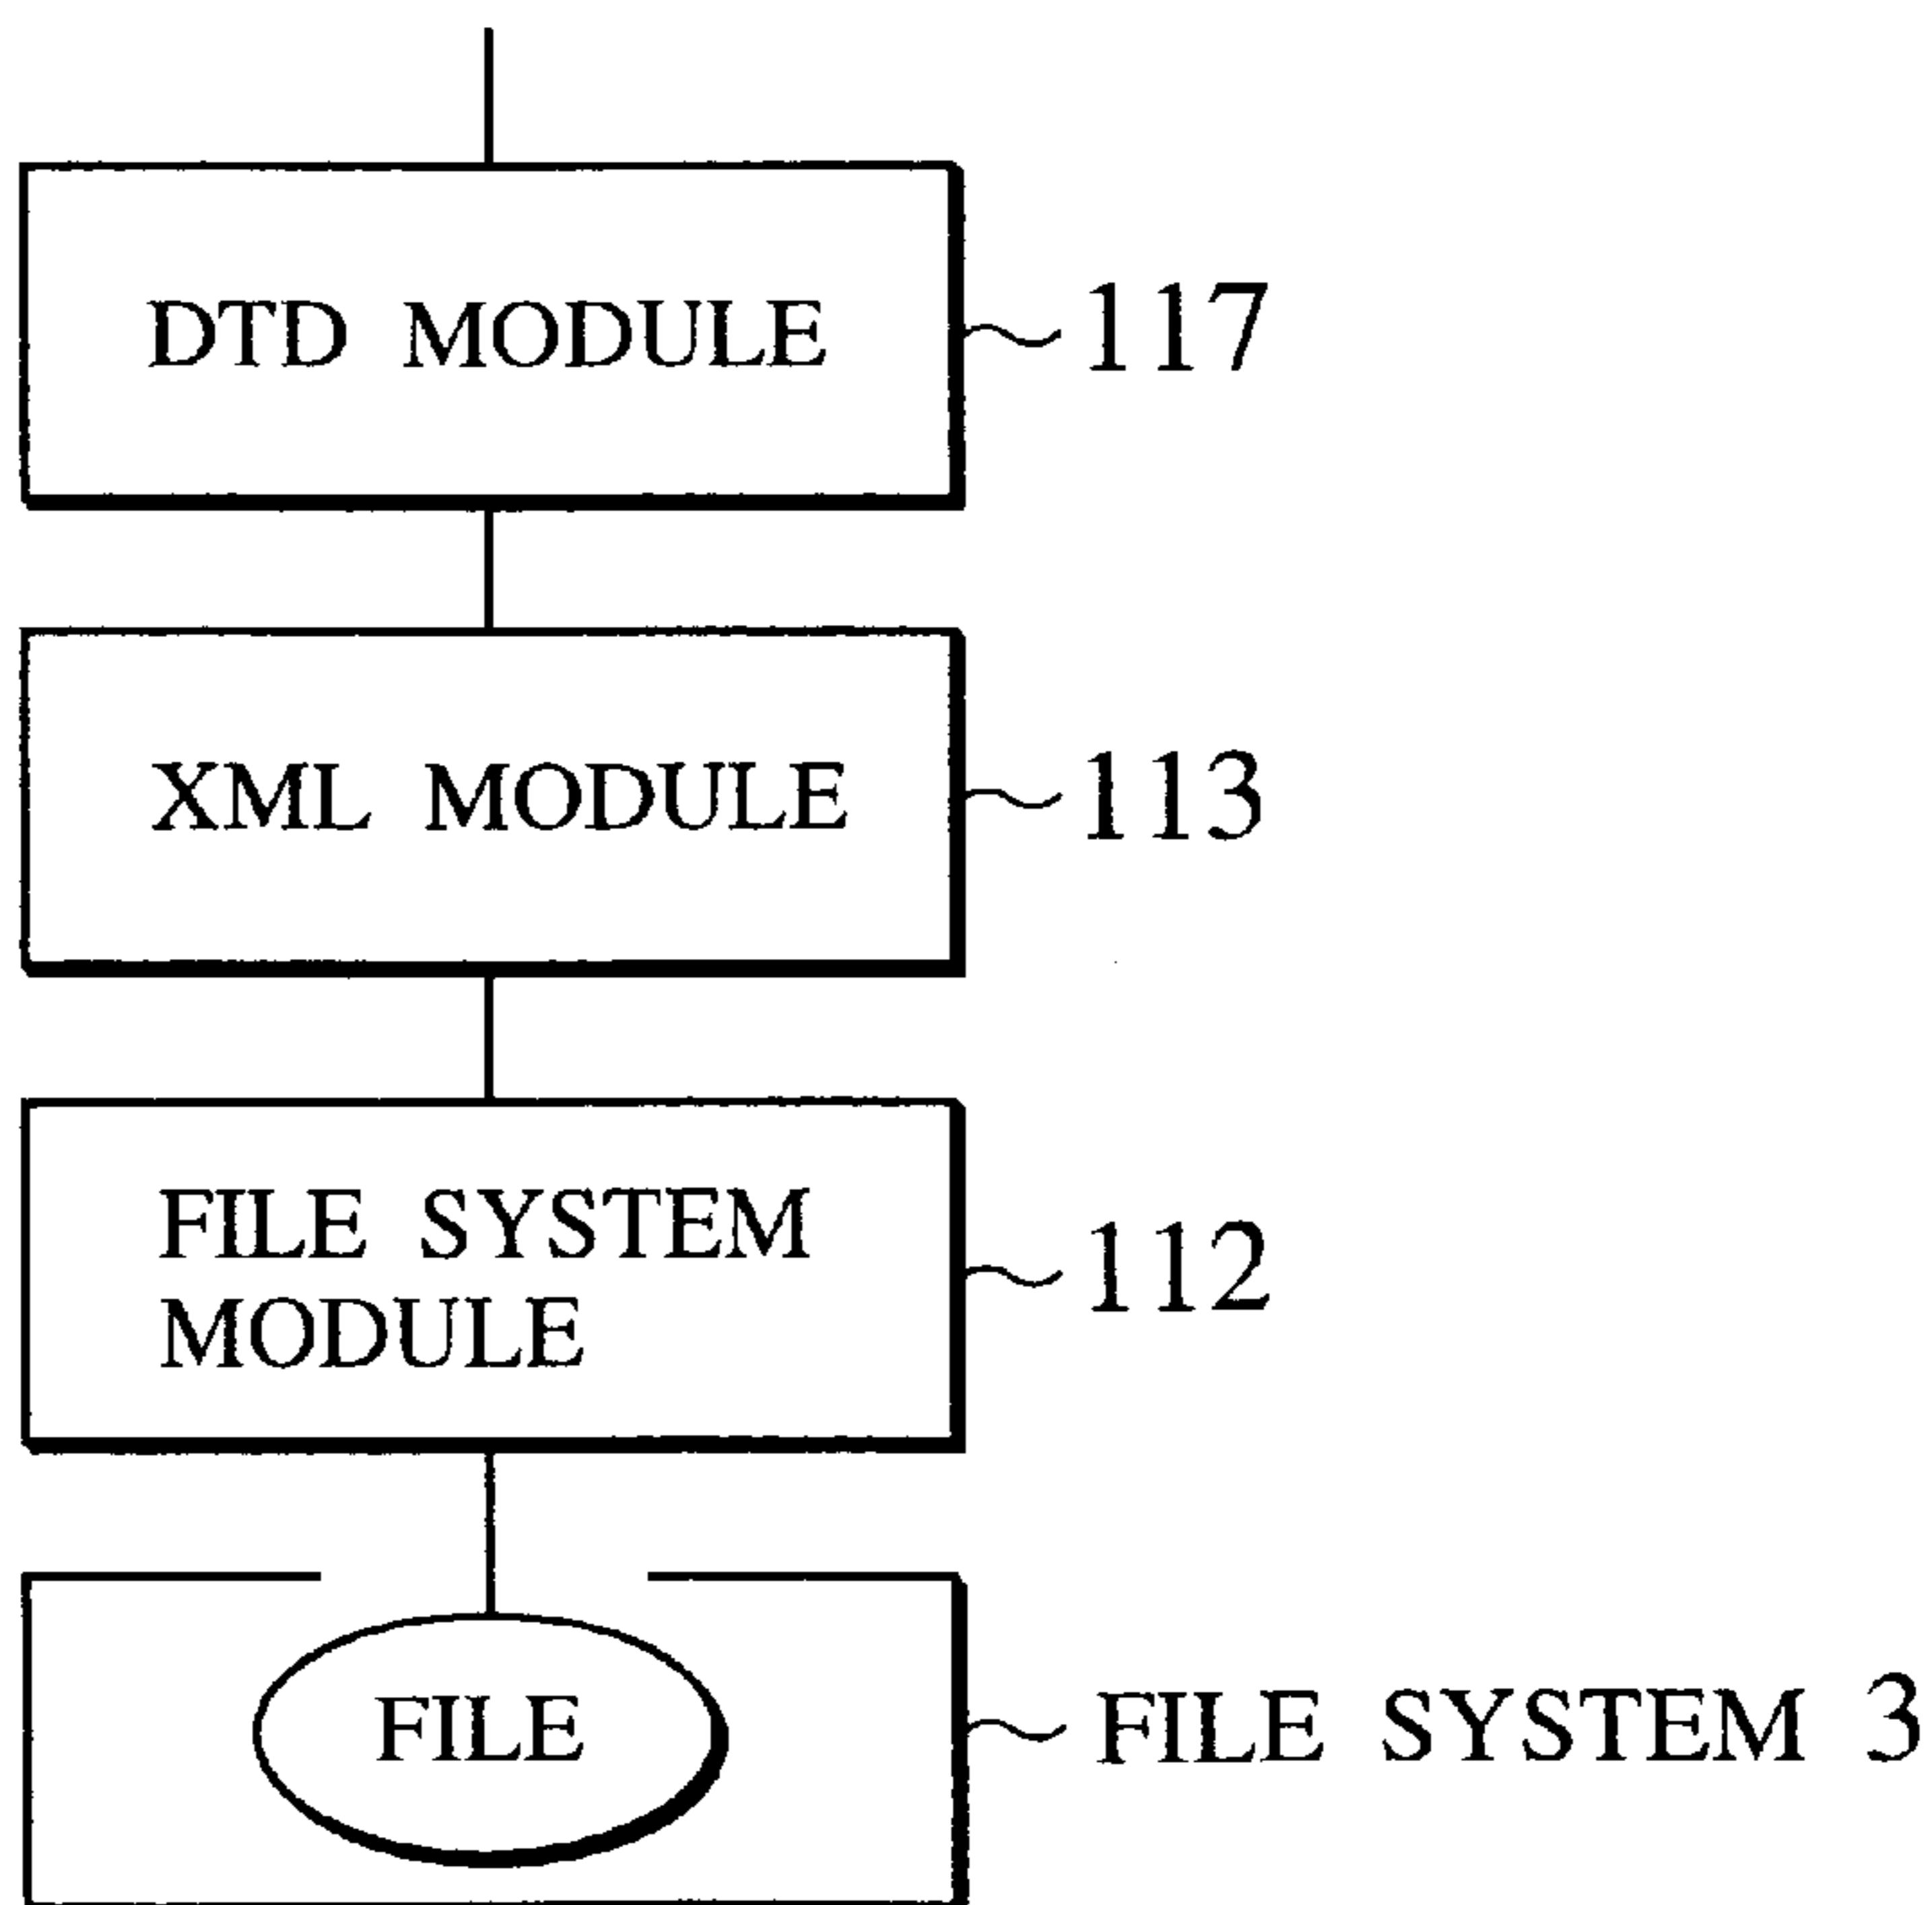 DTD MODULE
117
XML MODULE
113
FILE SYSTEM
MODULE
112
FILE
FILE SYSTEM 3